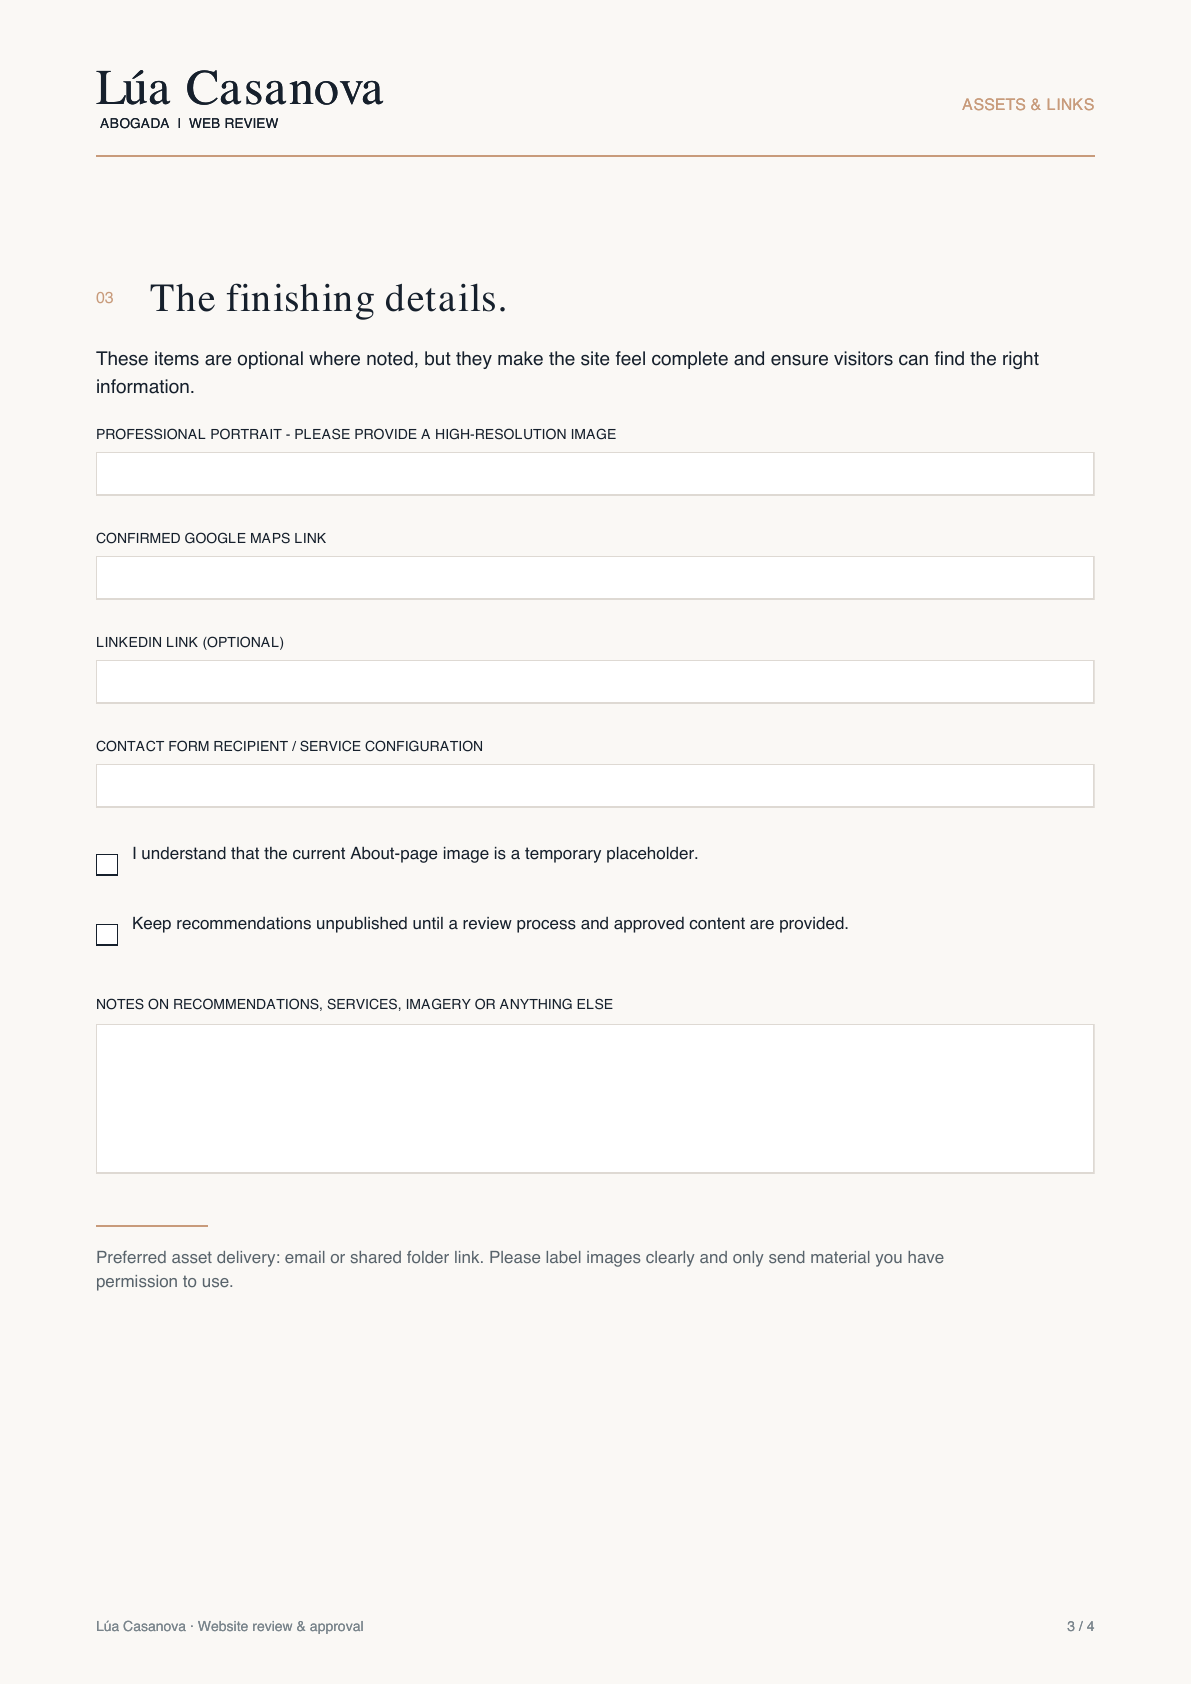 Lúa Casanova
ABOGADA | WEB REVIEW
ASSETS & LINKS
03 The finishing details.
These items are optional where noted, but they make the site feel complete and ensure visitors can find the right
information.
PROFESSIONAL PORTRAIT - PLEASE PROVIDE A HIGH-RESOLUTION IMAGE
CONFIRMED GOOGLE MAPS LINK
LINKEDIN LINK (OPTIONAL)
CONTACT FORM RECIPIENT / SERVICE CONFIGURATION
I understand that the current About-page image is a temporary placeholder.
Keep recommendations unpublished until a review process and approved content are provided.
NOTES ON RECOMMENDATIONS, SERVICES, IMAGERY OR ANYTHING ELSE
Preferred asset delivery: email or shared folder link. Please label images clearly and only send material you have
permission to use.
Lúa Casanova · Website review & approval
3 / 4